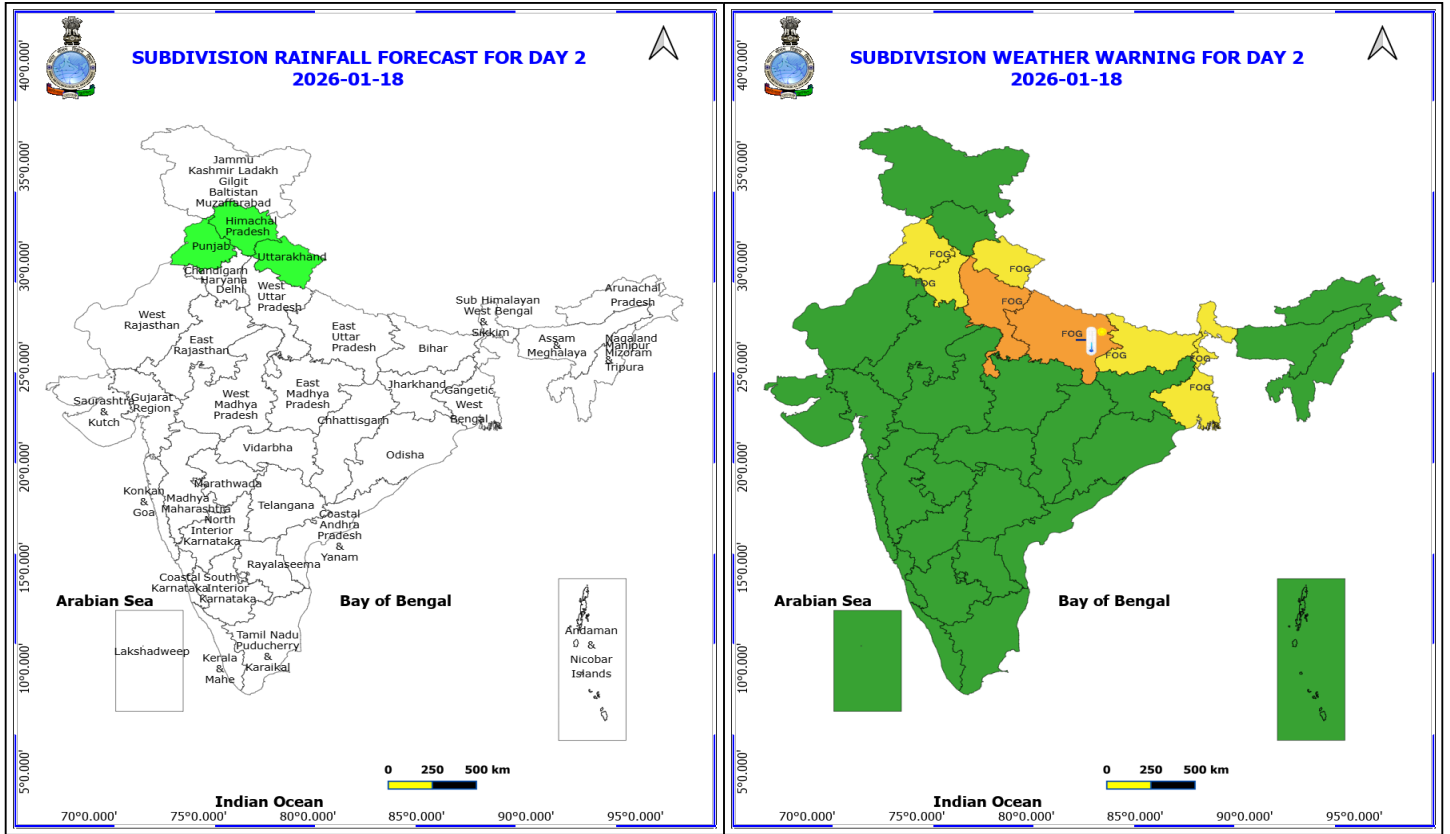 SUBDIVISION RAINFALL FORECAST FOR DAY 2
2026-01-18
40°0.000'
35°0.000'
30°0.000'
25°0.000'
20°0.000'
15°0.000'
10°0.000'
5°0.000'
Jammu
Kashmir Ladakh
Gilgit
Baltistan
Muzaffarabad
Himachal
Pradesh
Punjab
Uttarakhand
Chandigarh
Haryana
Delhi
West
Uttar
Pradesh
West
Rajasthan
East
Rajasthan
East
Uttar
Pradesh
Bihar
Sub Himalayan
West Bengal
&
Sikkim
Arunachal
Pradesh
Assam
&
Meghalaya
Nagaland
Manipur
Mizoram
&
Tripura
Saurashtra
&
Kutch
Gujarat
Region
West
Madhya
Pradesh
East
Madhya
Pradesh
Jharkhand
Gangetic
West
Bengal
Chhattisgarh
Vidarbha
Odisha
Konkan
&
Goa
Madhya
Maharashtra
Marathwada
Telangana
North
Interior
Karnataka
Coastal
Andhra
Pradesh
&
Yanam
Rayalaseema
Coastal
Karnataka
South
Interior
Karnataka
Arabian Sea
Bay of Bengal
Lakshadweep
Tamil Nadu
Puducherry
&
Karaikal
Kerala
&
Mahe
Andaman
&
Nicobar
Islands
0 250 500 km
Indian Ocean
70°0.000' 75°0.000' 80°0.000' 85°0.000' 90°0.000' 95°0.000'
SUBDIVISION WEATHER WARNING FOR DAY 2
2026-01-18
40°0.000'
35°0.000'
30°0.000'
25°0.000'
20°0.000'
15°0.000'
10°0.000'
5°0.000'
FOG
FOG
FOG
FOG
FOG
FOG
FOG
FOG
Arabian Sea
Bay of Bengal
0 250 500 km
Indian Ocean
70°0.000' 75°0.000' 80°0.000' 85°0.000' 90°0.000' 95°0.000'